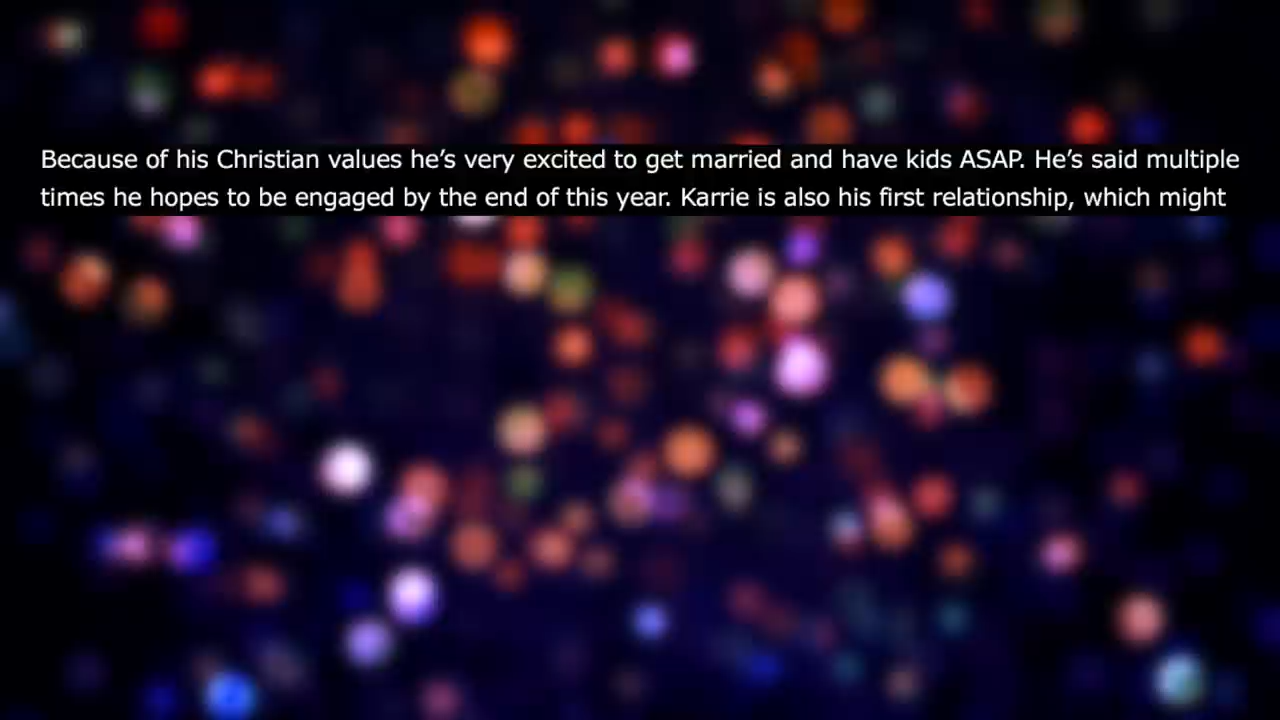 Because of his Christian values he’s very excited to get married and have kids ASAP. He’s said multiple
times he hopes to be engaged by the end of this year. Karrie is also his first relationship, which might